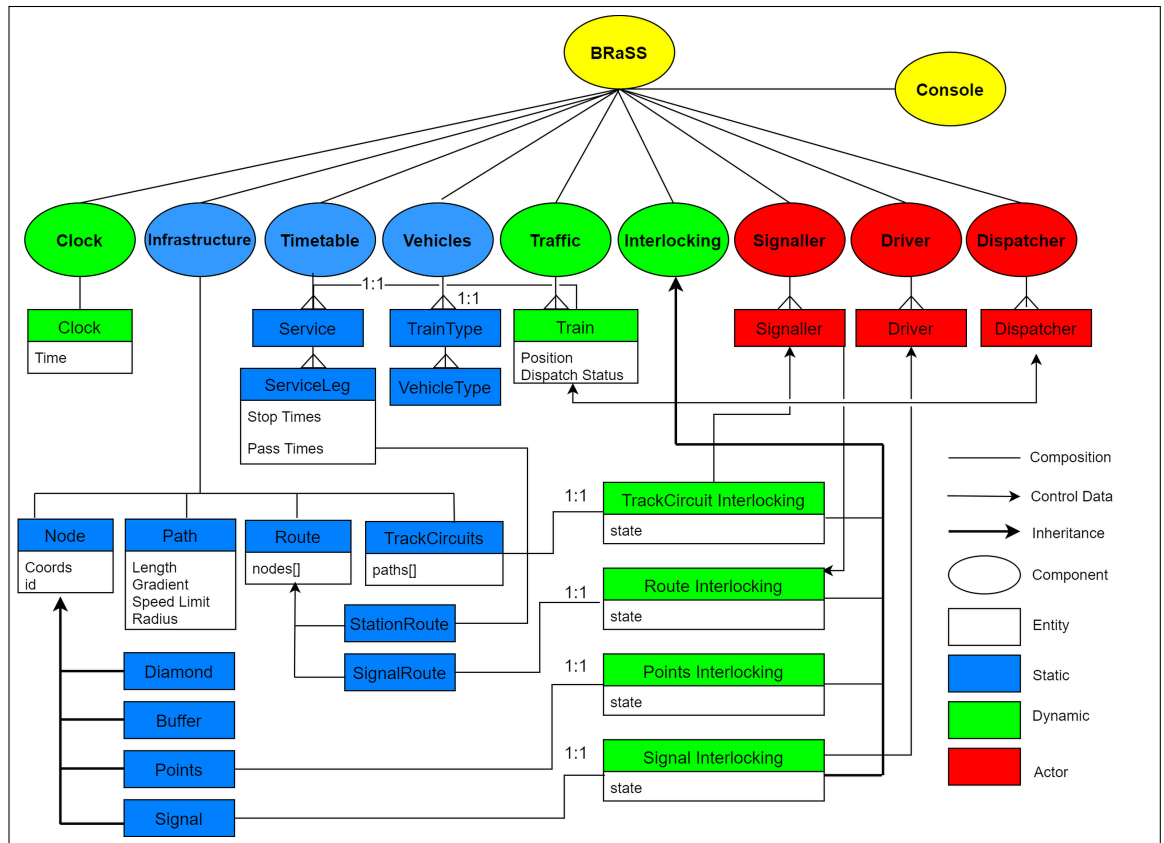 BRaSS
Console
Clock
Infrastructure
Timetable
Vehicles
Traffic
Interlocking
Signaller
Driver
Dispatcher
1:1
1:1
Clock
Time
Service
TrainType
Train
Position
Dispatch Status
Signaller
Driver
Dispatcher
ServiceLeg
Stop Times
Pass Times
VehicleType
Composition
Control Data
Inheritance
Component
Entity
Static
Dynamic
Actor
Node
Coords
id
Path
Length
Gradient
Speed Limit
Radius
Route
nodes[]
TrackCircuits
paths[]
1:1
TrackCircuit Interlocking
state
1:1
Route Interlocking
state
StationRoute
SignalRoute
1:1
Points Interlocking
state
1:1
Signal Interlocking
state
Diamond
Buffer
Points
Signal